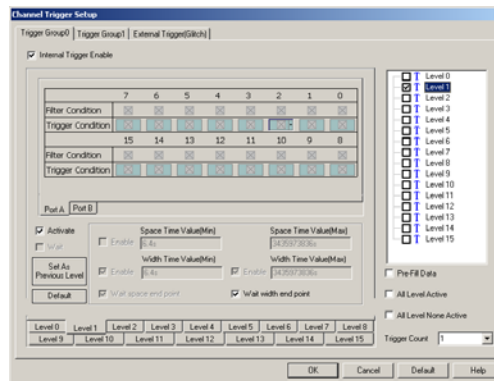 Channel Trigger Setup
Trigger Group0 Trigger Group1 External Trigger(Glitch)
Internal Trigger Enable
7 6 5 4 3 2 1 0
Filter Condition
Trigger Condition
15 14 13 12 11 10 9 8
Filter Condition
Trigger Condition
Port A Port B
Activate
Wait
Set As
Previous Level
Default
Space Time Value(Min) Space Time Value(Max)
Enable 6.4s 3435973836s
Width Time Value(Min) Width Time Value(Max)
Enable 6.4s Enable 3435973836s
Wait space end point Wait width end point
Level 0 Level 1 Level 2 Level 3 Level 4 Level 5 Level 6 Level 7 Level 8
Level 9 Level 10 Level 11 Level 12 Level 13 Level 14 Level 15
T Level 0
T Level 1
T Level 2
T Level 3
T Level 4
T Level 5
T Level 6
T Level 7
T Level 8
T Level 9
T Level 10
T Level 11
T Level 12
T Level 13
T Level 14
T Level 15
Pre-Fill Data
All Level Active
All Level None Active
Trigger Count 1
OK Cancel Default Help